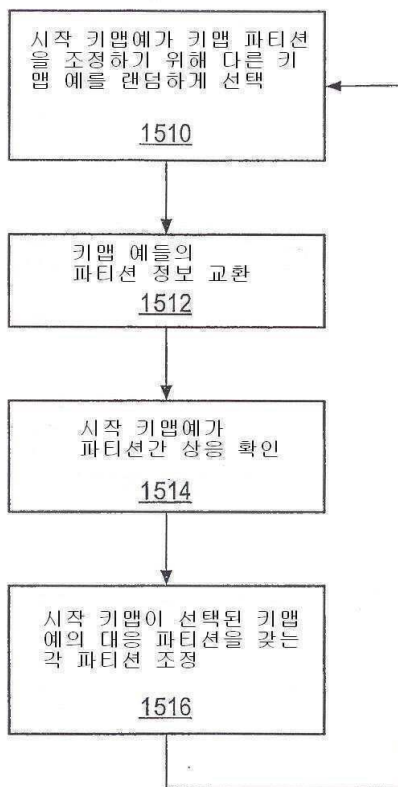 시작 키맵예가 키맵 파티션
을 조정하기 위해 다른 키
맵 예를 랜덤하게 선택
1510
키맵 예들의
파티션 정보 교환
1512
시작 키맵예가
파티션간 상응 확인
1514
시작 키맵이 선택된 키맵
예의 대응 파티션을 갖는
각 파티션 조정
1516